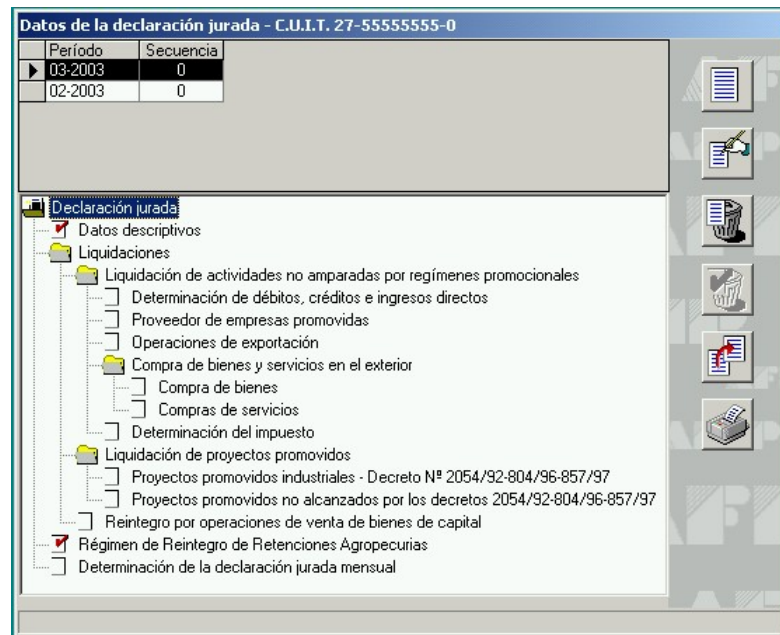 Datos de la declaración jurada - C.U.I.T. 27-55555555-0
Período Secuencia
03-2003 0
02-2003 0
Declaración jurada
Datos descriptivos
Liquidaciones
Liquidación de actividades no amparadas por regímenes promocionales
Determinación de débitos, créditos e ingresos directos
Proveedor de empresas promovidas
Operaciones de exportación
Compra de bienes y servicios en el exterior
Compra de bienes
Compras de servicios
Determinación del impuesto
Liquidación de proyectos promovidos
Proyectos promovidos industriales - Decreto Nº 2054/92-804/96-857/97
Proyectos promovidos no alcanzados por los decretos 2054/92-804/96-857/97
Reintegro por operaciones de venta de bienes de capital
Régimen de Reintegro de Retenciones Agropecurias
Determinación de la declaración jurada mensual